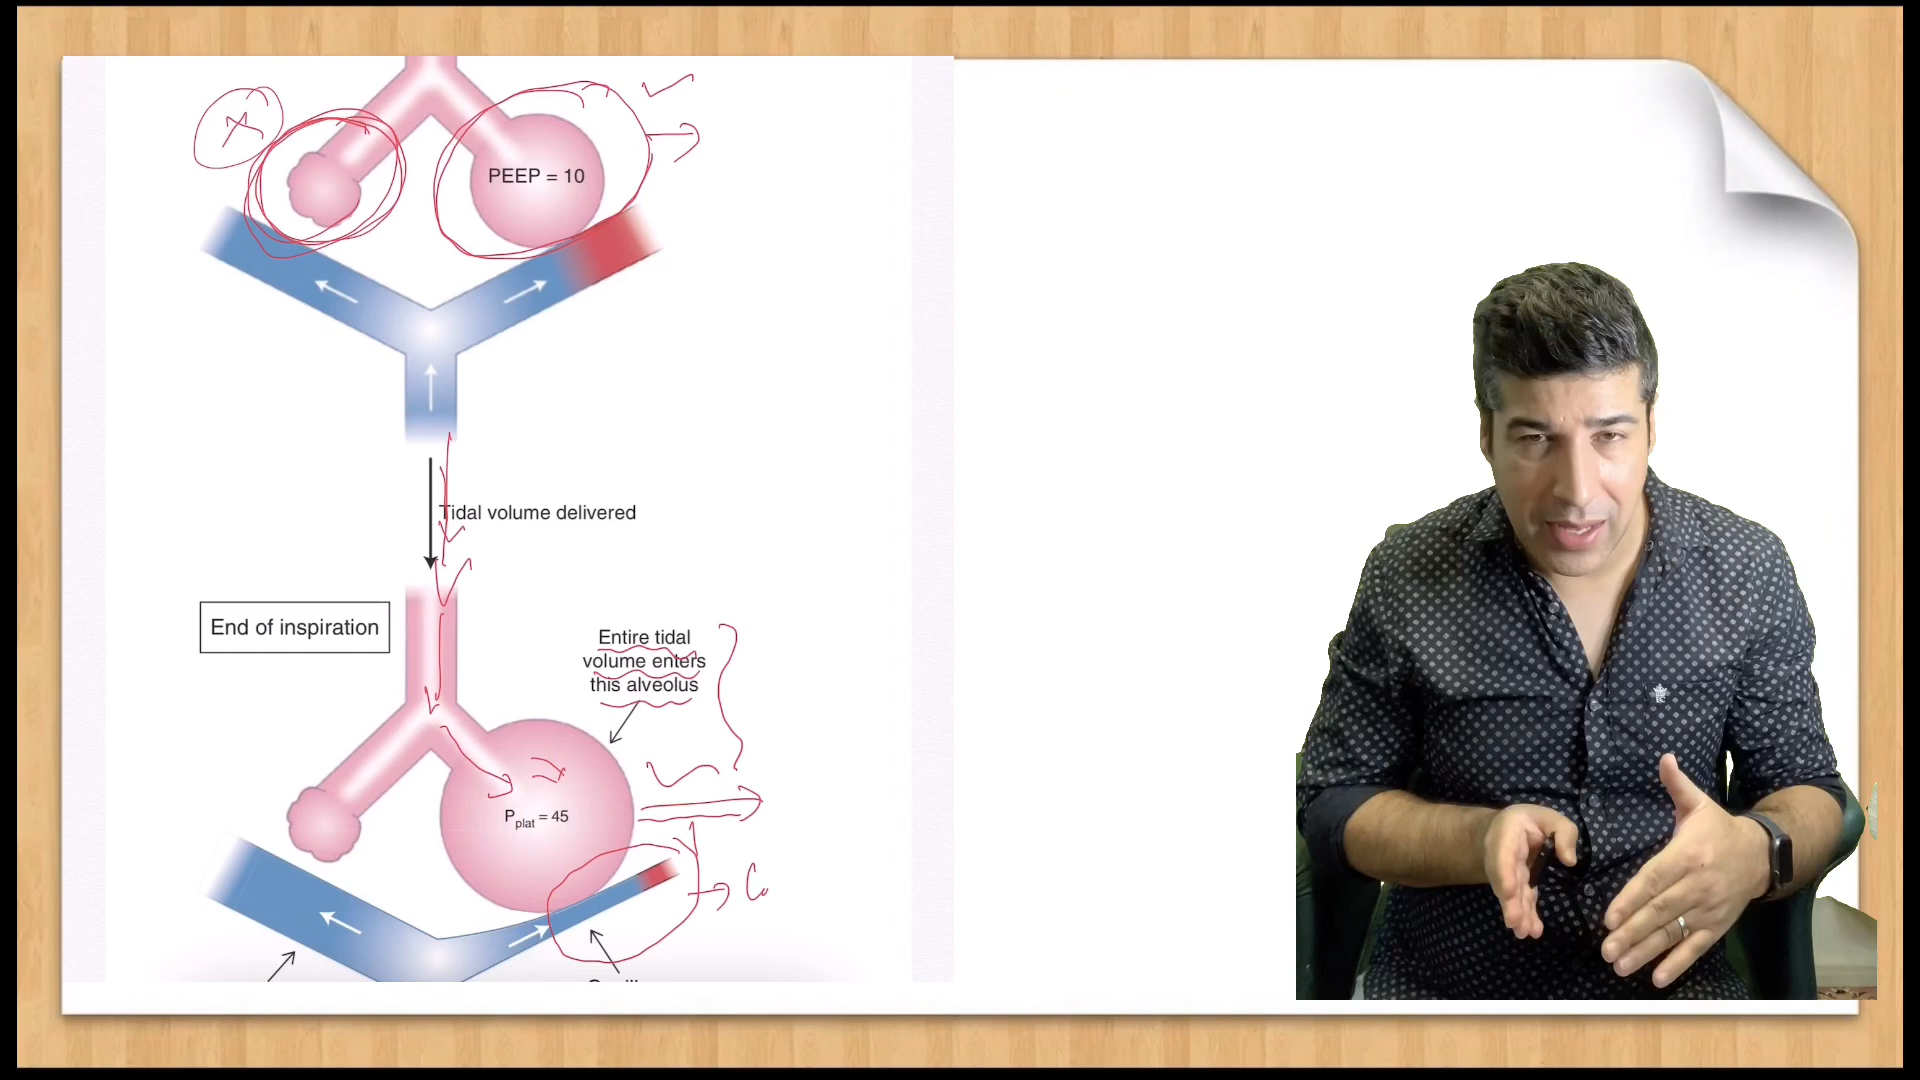 PEEP = 10
Tidal volume delivered
End of inspiration
Entire tidal
volume enters
this alveolus
Pplat = 45